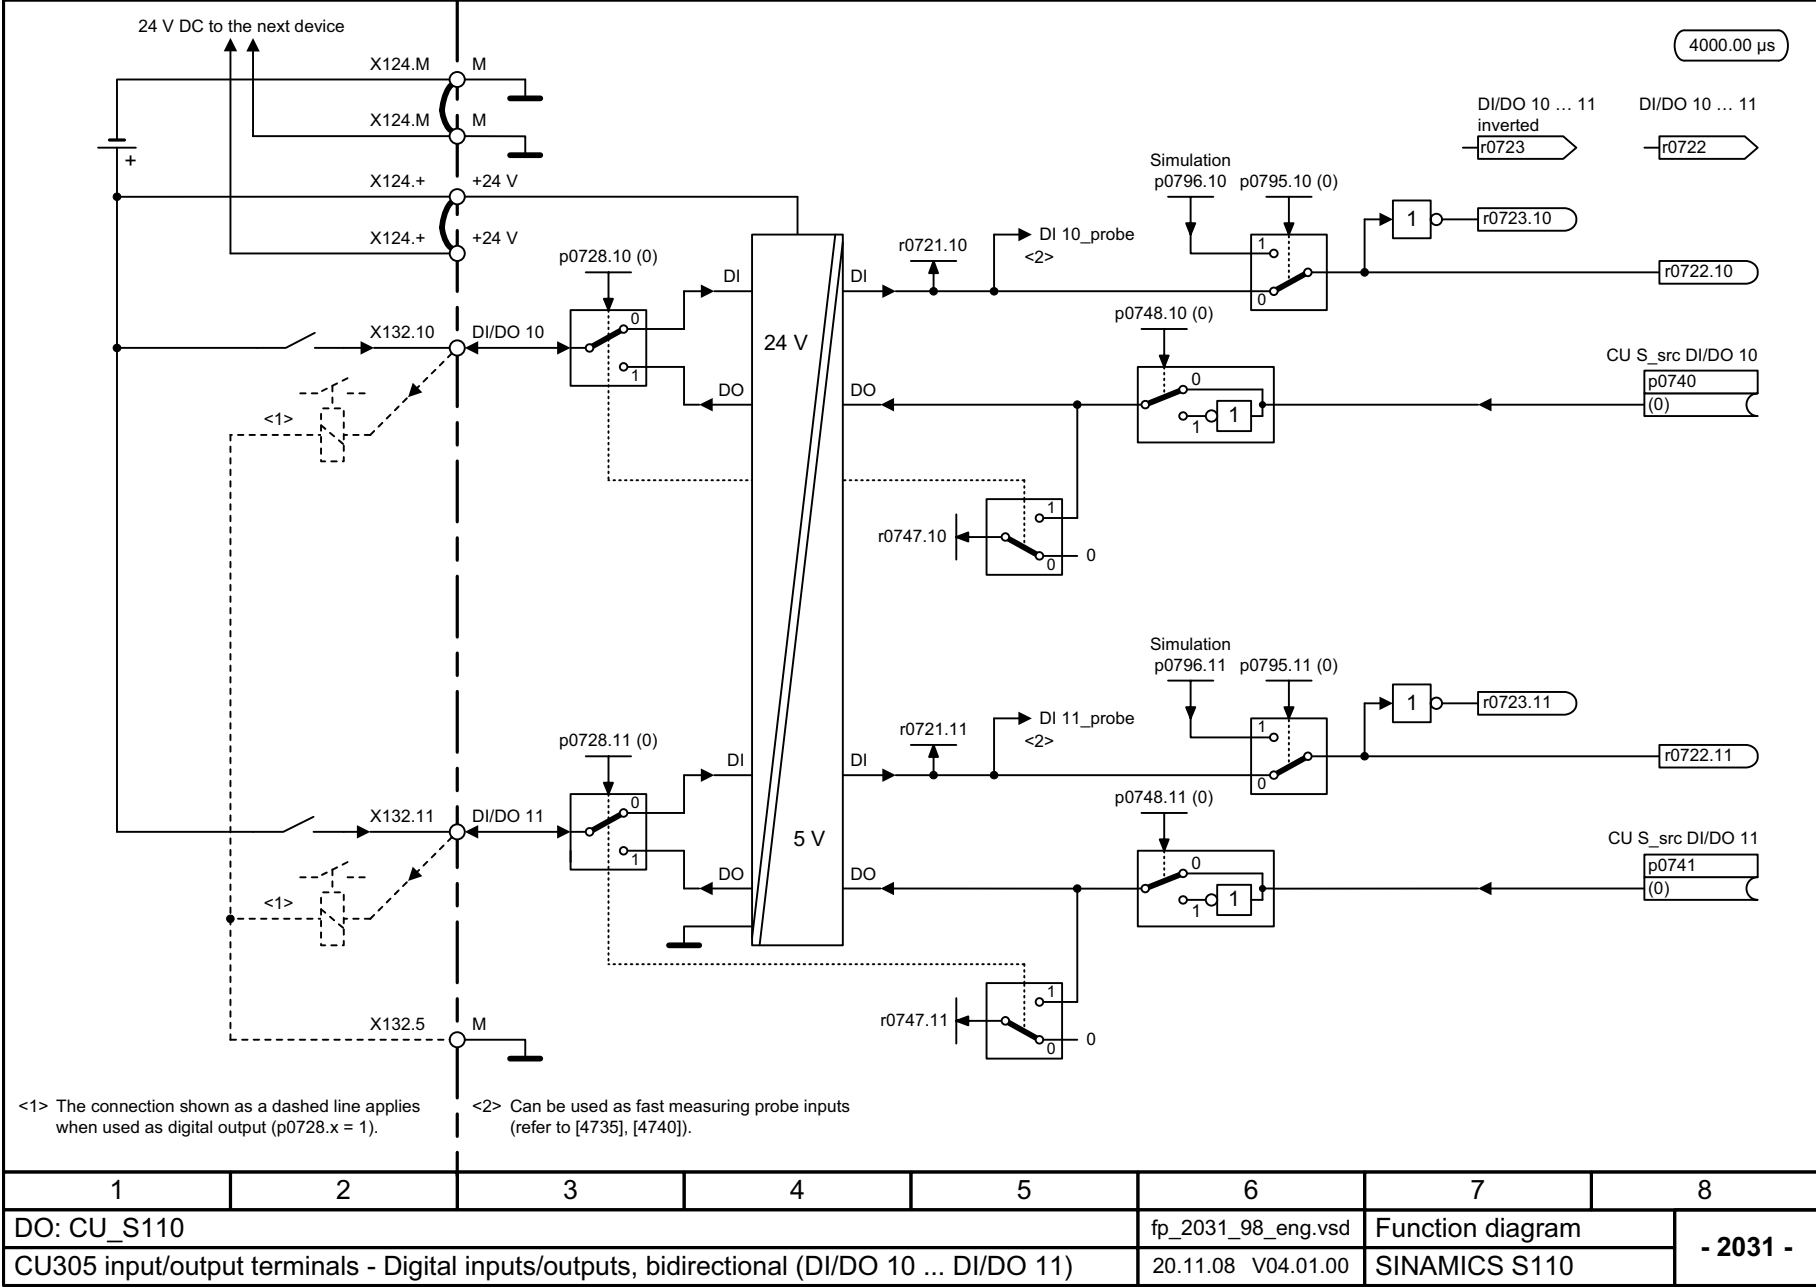 24 V DC to the next device
4000.00 µs
X124.M M
X124.M M
DI/DO 10 … 11
inverted
r0723
DI/DO 10 … 11
r0722
+
X124.+ +24 V
X124.+ +24 V
Simulation
p0796.10 p0795.10 (0)
1
r0723.10
DI 10_probe
<2>
r0721.10
p0728.10 (0)
DI
DI
1
0
r0722.10
X132.10 DI/DO 10
0
1
24 V
p0748.10 (0)
CU S_src DI/DO 10
p0740
(0)
DO
DO
0
1
1
<1>
r0747.10
1
0
0
Simulation
p0796.11 p0795.11 (0)
1
r0723.11
DI 11_probe
<2>
r0721.11
p0728.11 (0)
DI
DI
1
0
r0722.11
X132.11 DI/DO 11
0
1
5 V
p0748.11 (0)
CU S_src DI/DO 11
p0741
(0)
DO
DO
0
1
1
<1>
r0747.11
1
0
0
X132.5 M
<1> The connection shown as a dashed line applies
when used as digital output (p0728.x = 1).
<2> Can be used as fast measuring probe inputs
(refer to [4735], [4740]).
1 2 3 4 5 6 7 8
DO: CU_S110
fp_2031_98_eng.vsd
Function diagram
- 2031 -
CU305 input/output terminals - Digital inputs/outputs, bidirectional (DI/DO 10 ... DI/DO 11)
20.11.08 V04.01.00
SINAMICS S110